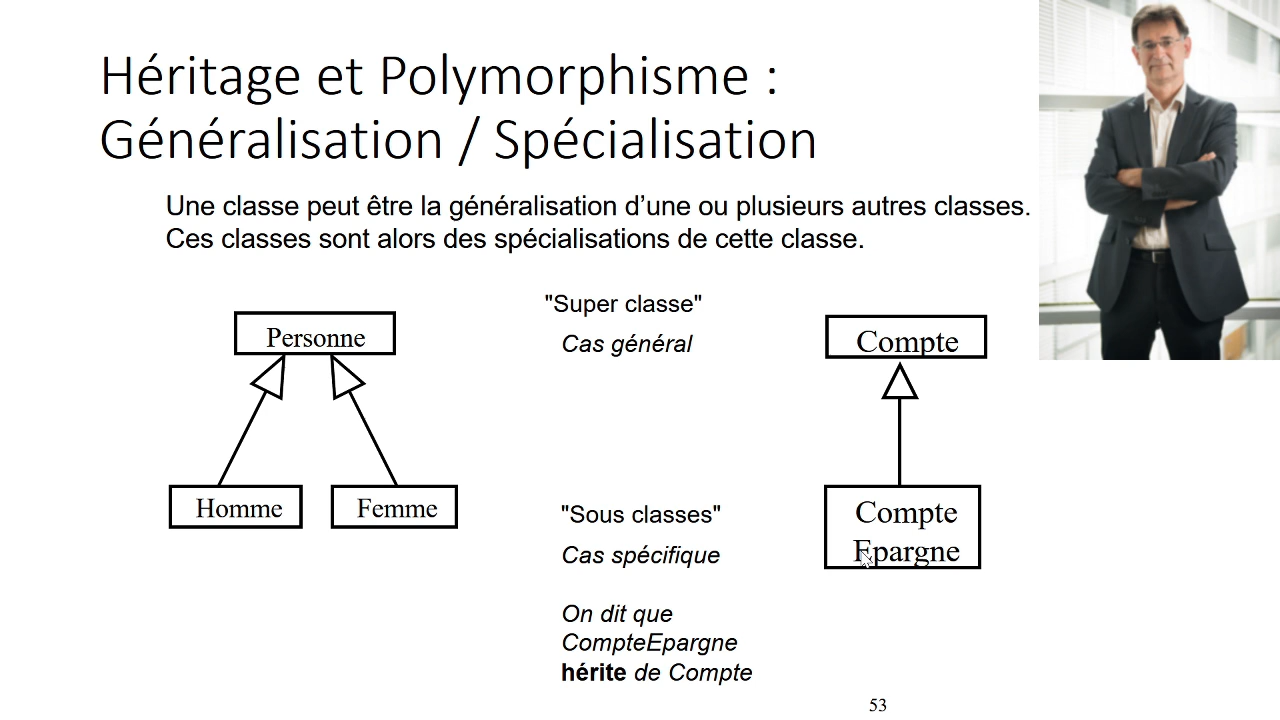 Héritage et Polymorphisme :
Généralisation / Spécialisation
Une classe peut être la généralisation d’une ou plusieurs autres classes.
Ces classes sont alors des spécialisations de cette classe.
"Super classe"
Cas général
Personne
Compte
Homme
Femme
"Sous classes"
Cas spécifique
Compte
Epargne
On dit que
CompteEpargne
hérite de Compte
53